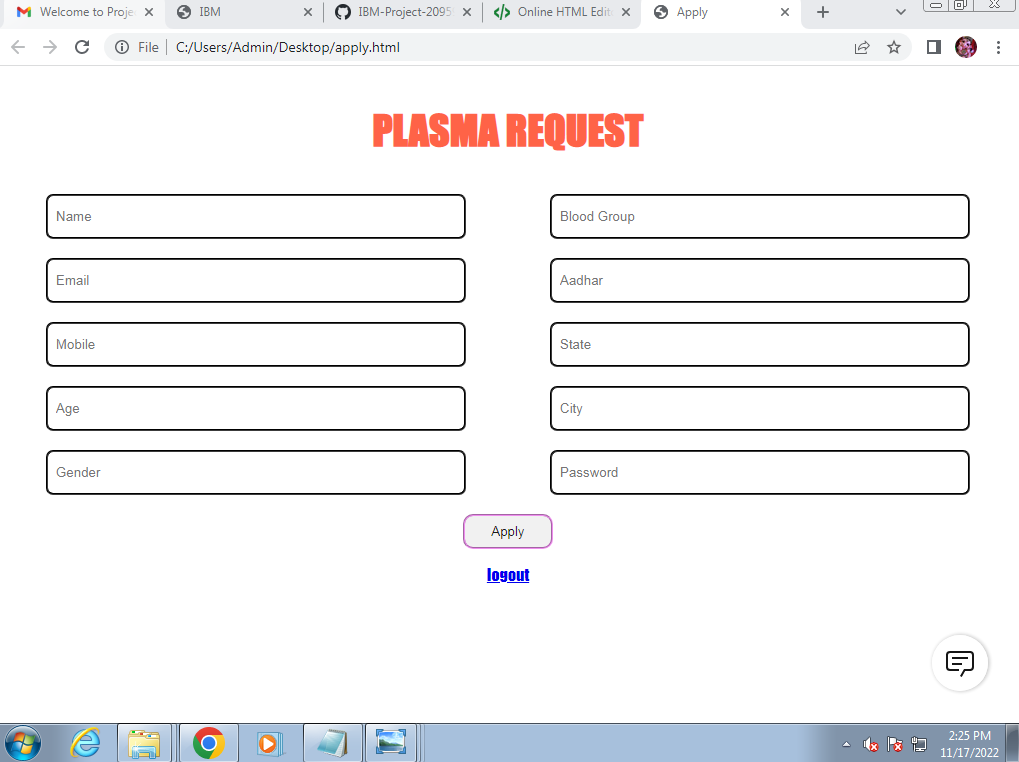 Welcome to Proje
IBM
IBM-Project-2095
Online HTML Edit
Apply
File
C:/Users/Admin/Desktop/apply.html
PLASMA REQUEST
Name
Blood Group
Email
Aadhar
Mobile
State
Age
City
Gender
Password
Apply
logout
2:25 PM
11/17/2022